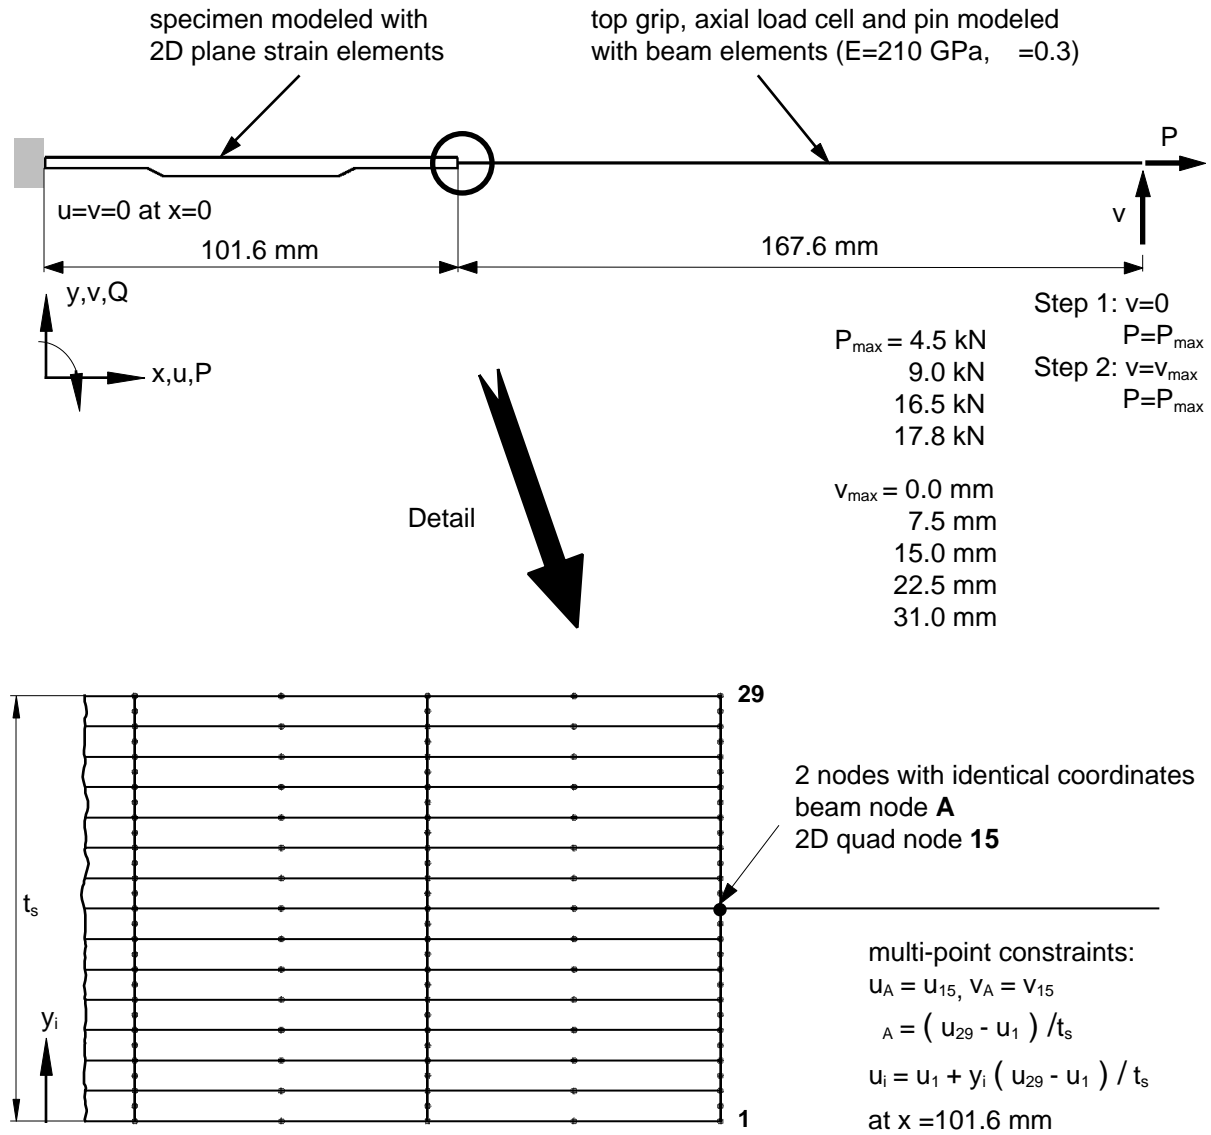 specimen modeled with
2D plane strain elements
top grip, axial load cell and pin modeled
with beam elements (E=210 GPa, =0.3)
P
v
u=v=0 at x=0
101.6 mm
167.6 mm
y,v,Q
x,u,P
Step 1: v=0
P=Pmax
Step 2: v=vmax
P=Pmax
Pmax = 4.5 kN
9.0 kN
16.5 kN
17.8 kN
vmax = 0.0 mm
7.5 mm
15.0 mm
22.5 mm
31.0 mm
Detail
29
2 nodes with identical coordinates
beam node A
2D quad node 15
ts
yi
1
multi-point constraints:
uA = u15, vA = v15
A = ( u29 - u1 ) /ts
ui = u1 + yi ( u29 - u1 ) / ts
at x =101.6 mm